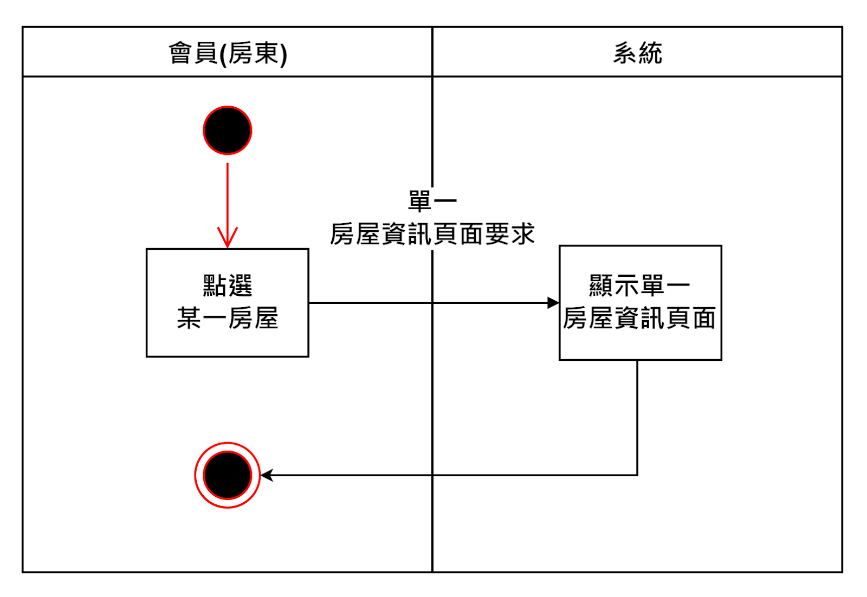 會員(房東)
系統
單一
房屋資訊頁面要求
點選
某一房屋
顯示單一
房屋資訊頁面